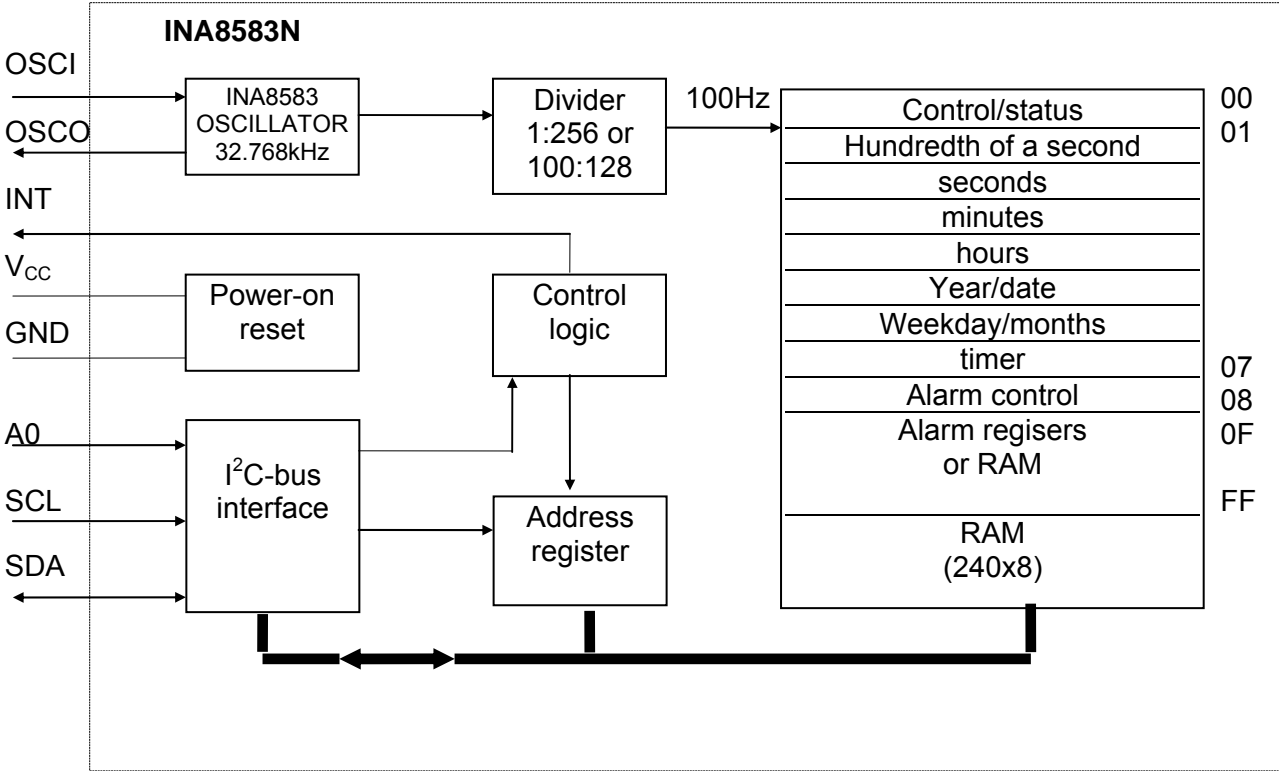 INA8583N
OSCI
OSCO
INT
VCC
GND
A0
SCL
SDA
INA8583
OSCILLATOR
32.768kHz
Divider
1:256 or
100:128
100Hz
Power-on
reset
Control
logic
I²C-bus
interface
Address
register
Control/status
Hundredth of a second
seconds
minutes
hours
Year/date
Weekday/months
timer
Alarm control
Alarm regisers
or RAM
RAM
(240x8)
00
01
07
08
0F
FF